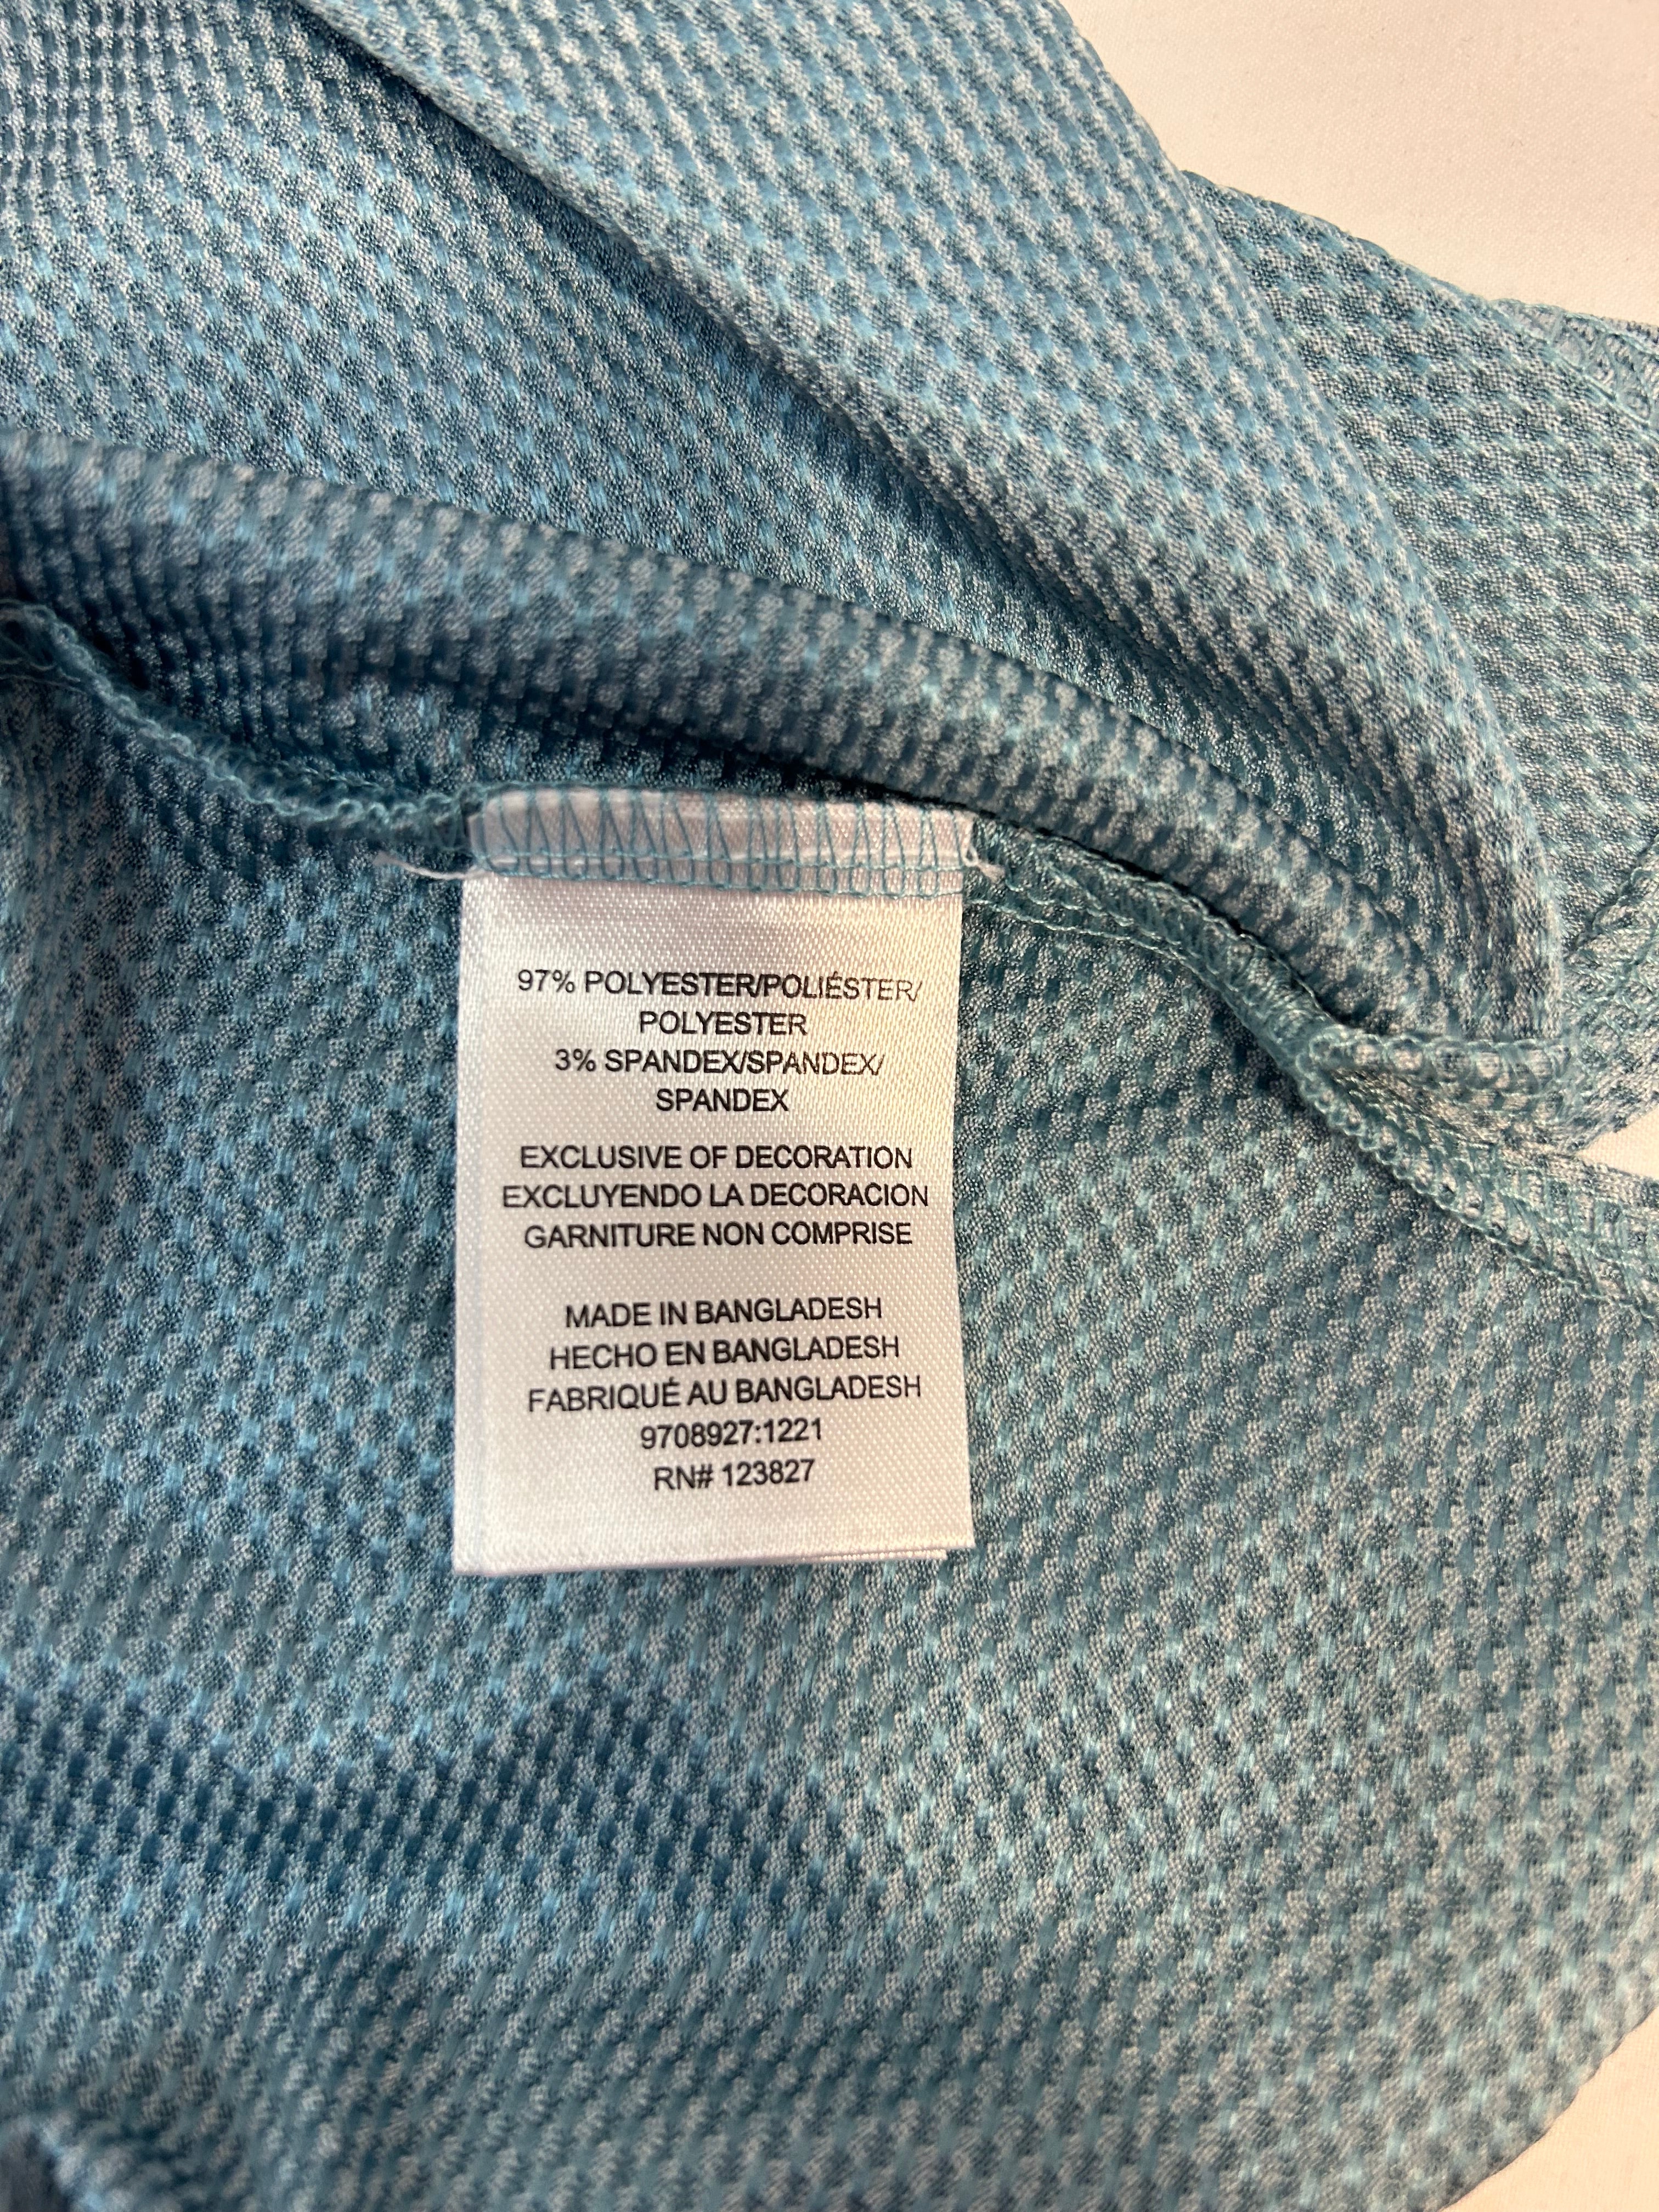 97% POLYESTER/POLIÉSTER/
POLYESTER
3% SPANDEX/SPANDEX/
SPANDEX
EXCLUSIVE OF DECORATION
EXCLUYENDO LA DECORACION
GARNITURE NON COMPRISE
MADE IN BANGLADESH
HECHO EN BANGLADESH
FABRIQUÉ AU BANGLADESH
9708927:1221
RN# 123827